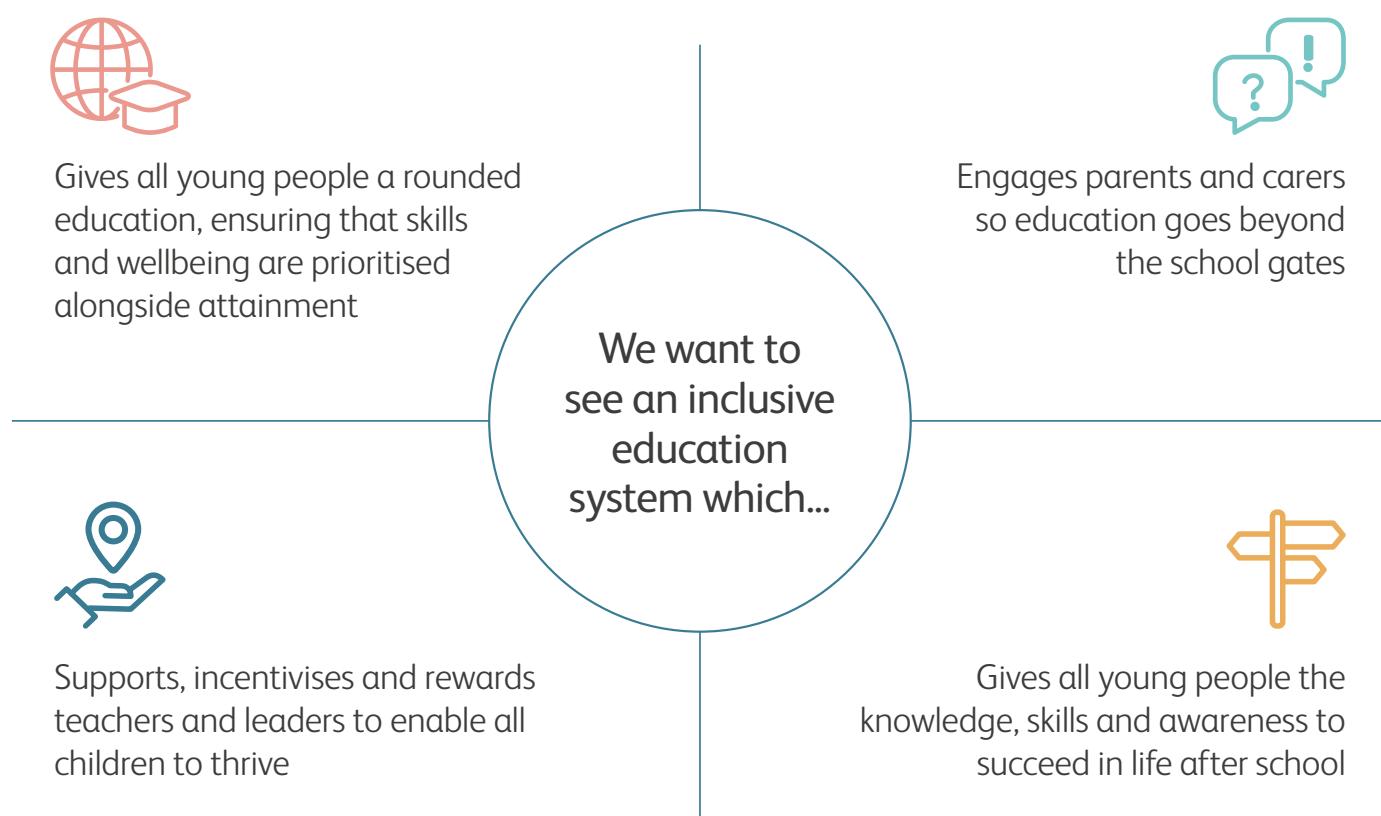 Gives all young people a rounded
education, ensuring that skills
and wellbeing are prioritised
alongside attainment
Engages parents and carers
so education goes beyond
the school gates
We want to
see an inclusive
education
system which...
Supports, incentivises and rewards
teachers and leaders to enable all
children to thrive
Gives all young people the
knowledge, skills and awareness to
succeed in life after school